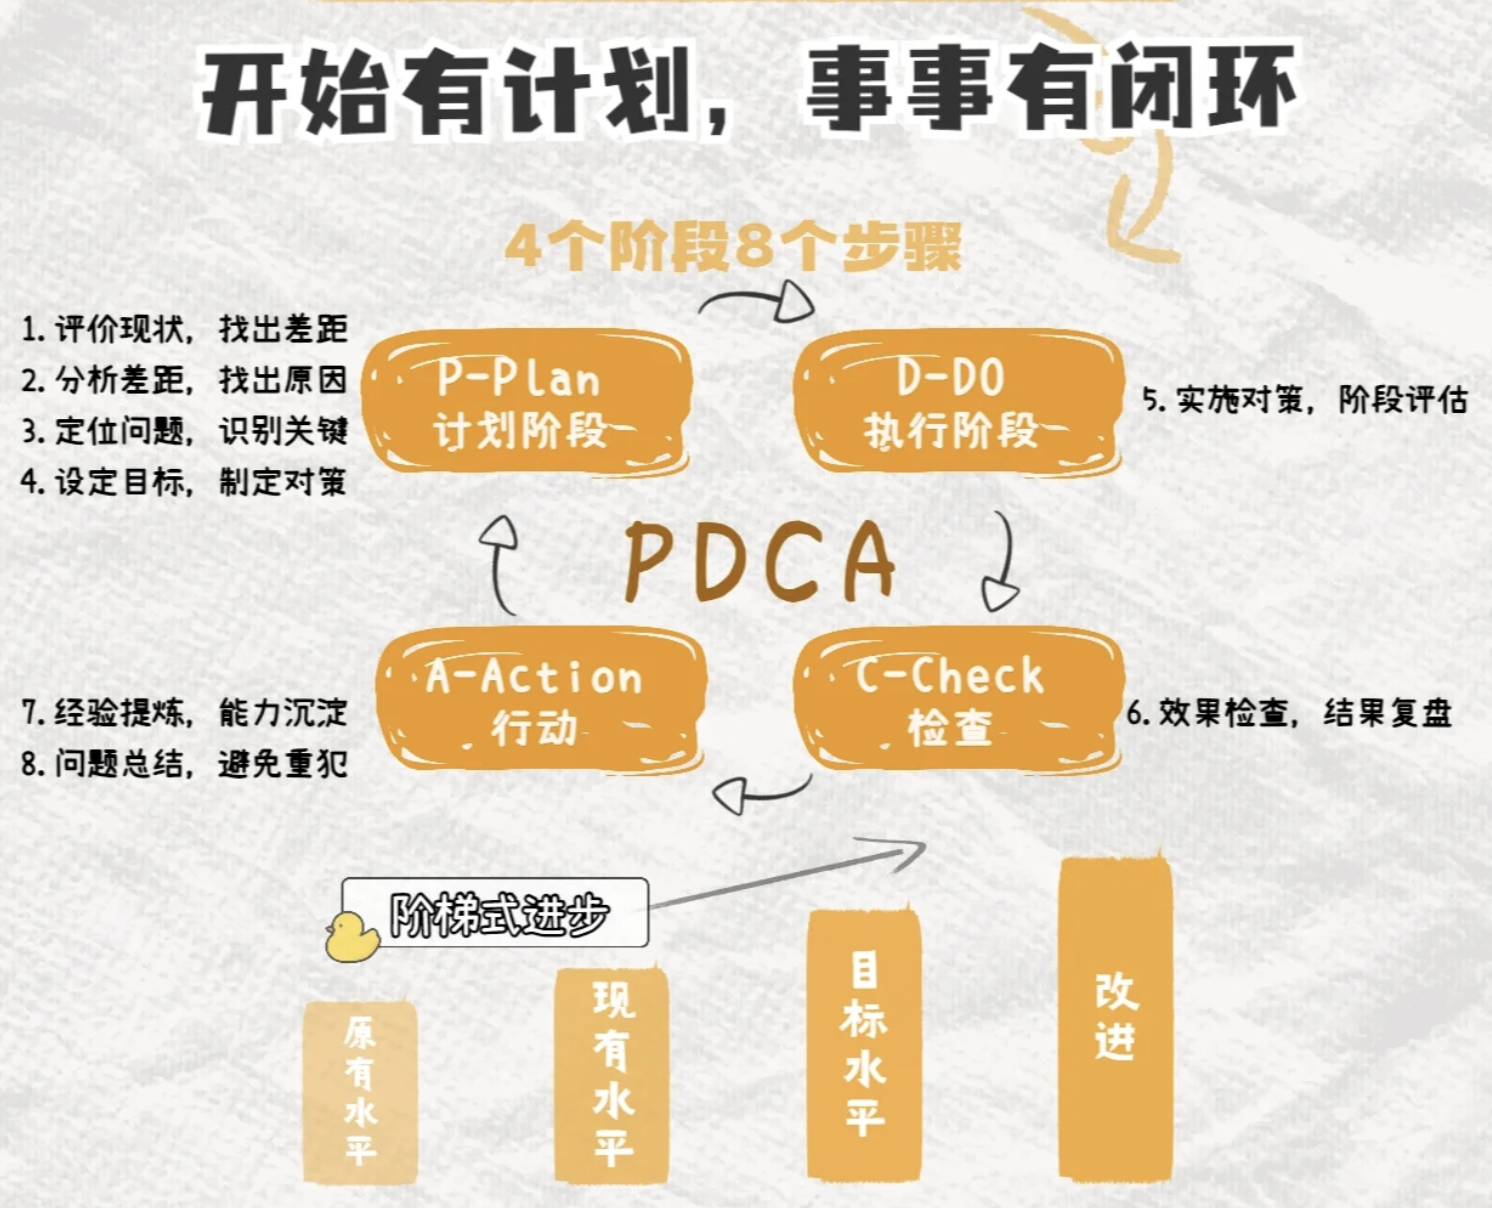 开始有计划，事事有闭环
4个阶段8个步骤
1. 评价现状，找出差距
2. 分析差距，找出原因
3. 定位问题，识别关键
4. 设定目标，制定对策
P-Plan
计划阶段
D-DO
执行阶段
5. 实施对策，阶段评估
PDCA
A-Action
行动
C-Check
检查
6. 效果检查，结果复盘
7. 经验提炼，能力沉淀
8. 问题总结，避免重犯
阶梯式进步
原有水平
现有水平
目标水平
改进